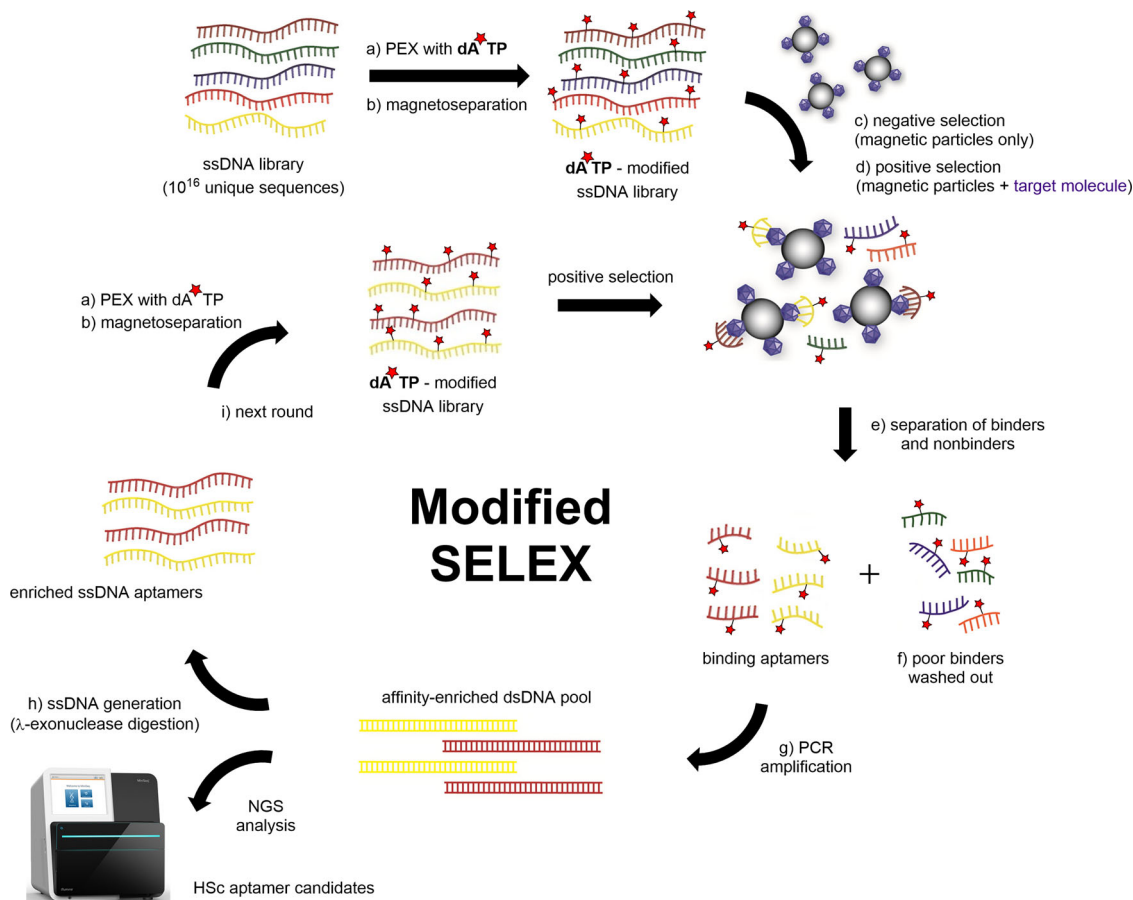 a) PEX with dA TP
b) magnetoseparation
ssDNA library
(10¹⁶ unique sequences)
dA TP - modified
ssDNA library
c) negative selection
(magnetic particles only)
d) positive selection
(magnetic particles + target molecule)
a) PEX with dA TP
b) magnetoseparation
positive selection
dA TP - modified
ssDNA library
i) next round
e) separation of binders
and nonbinders
Modified
SELEX
enriched ssDNA aptamers
binding aptamers
+
f) poor binders
washed out
h) ssDNA generation
(λ-exonuclease digestion)
affinity-enriched dsDNA pool
g) PCR
amplification
NGS
analysis
HSc aptamer candidates